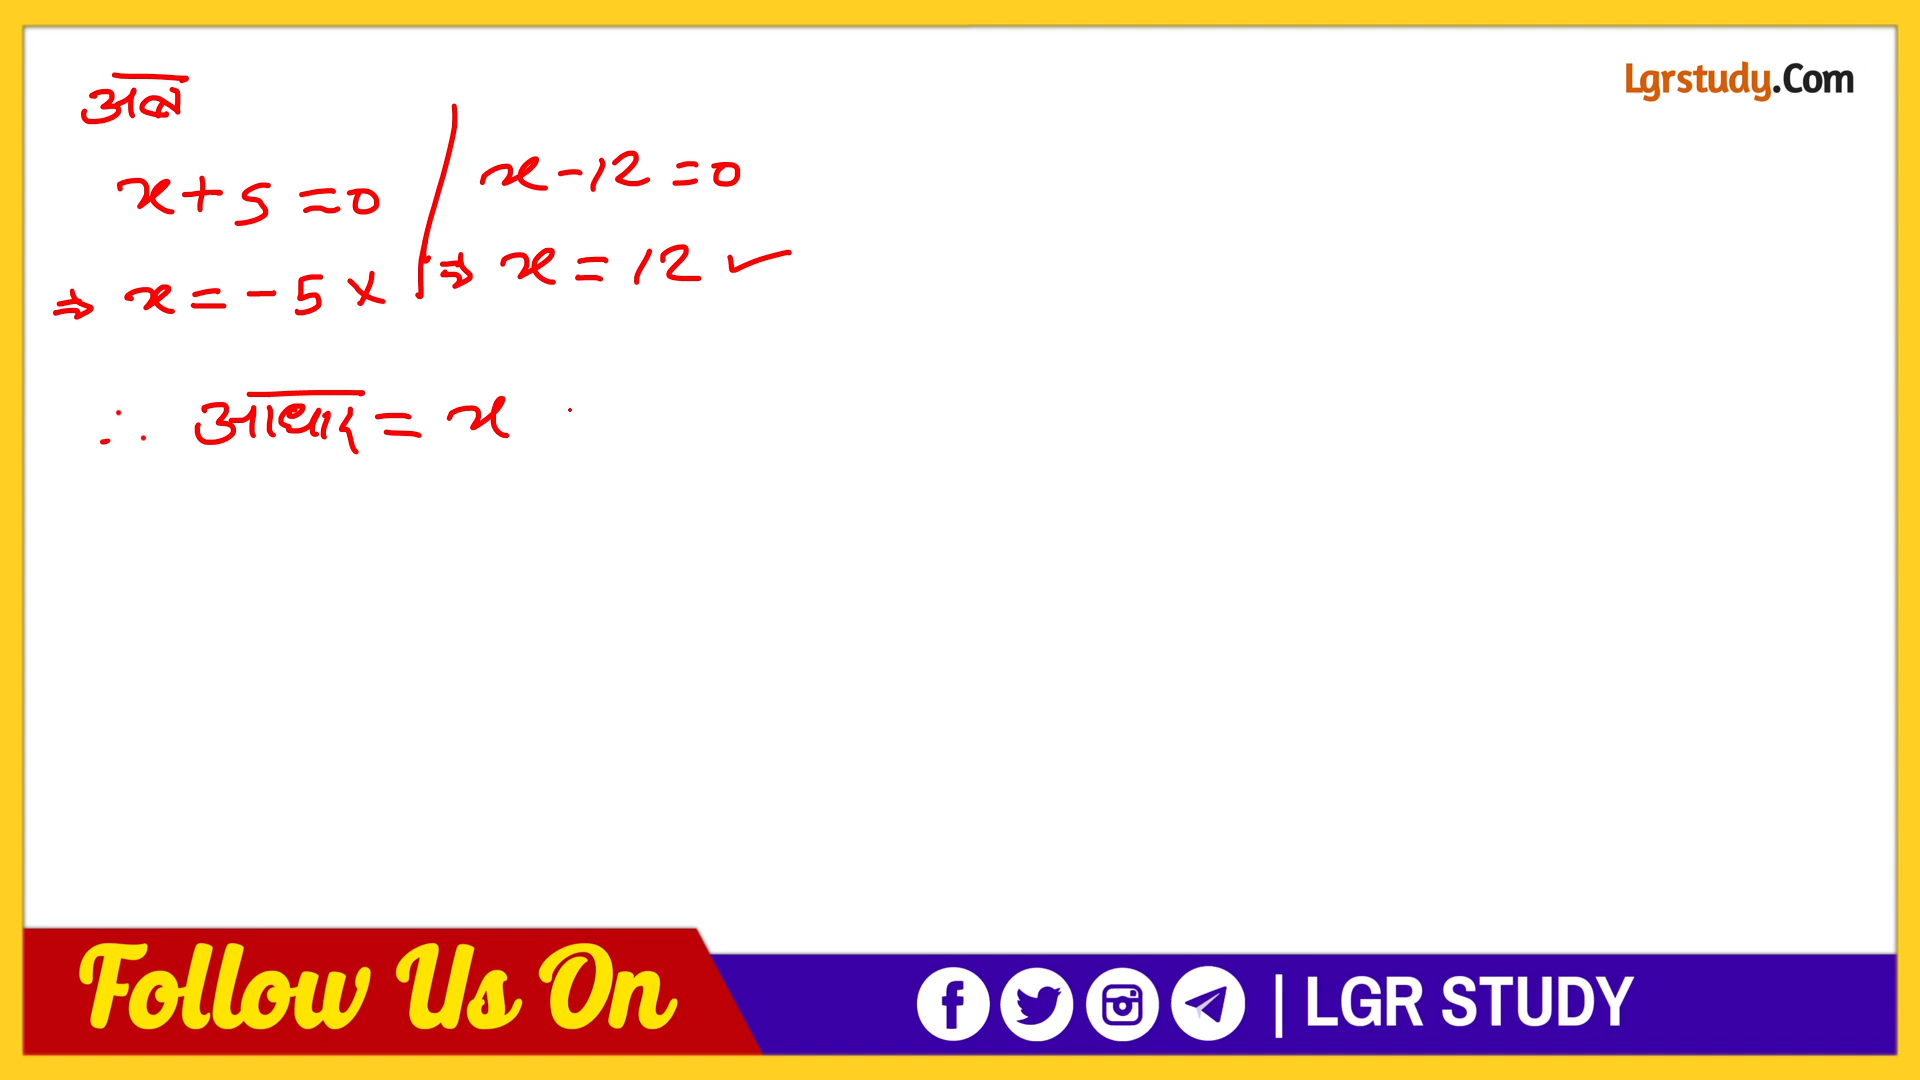 Lgrstudy.Com
अब
x + 5 = 0
⇒ x = - 5 ×
x - 12 = 0
⇒ x = 12 ✓
∴ आधार = x
Follow Us On
| LGR STUDY